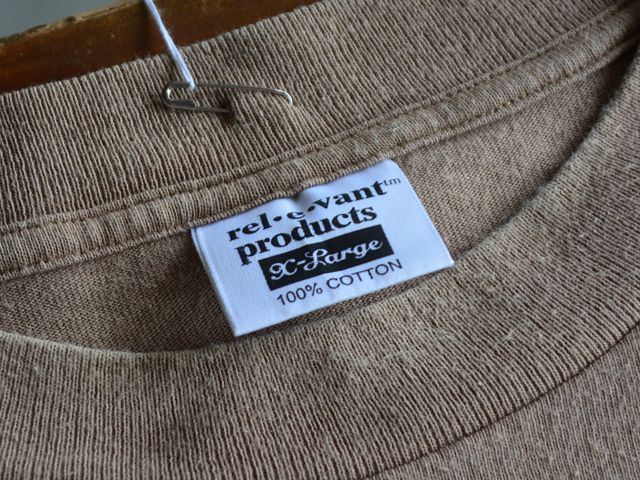 rel·e·vant™
products
X-Large
100% COTTON